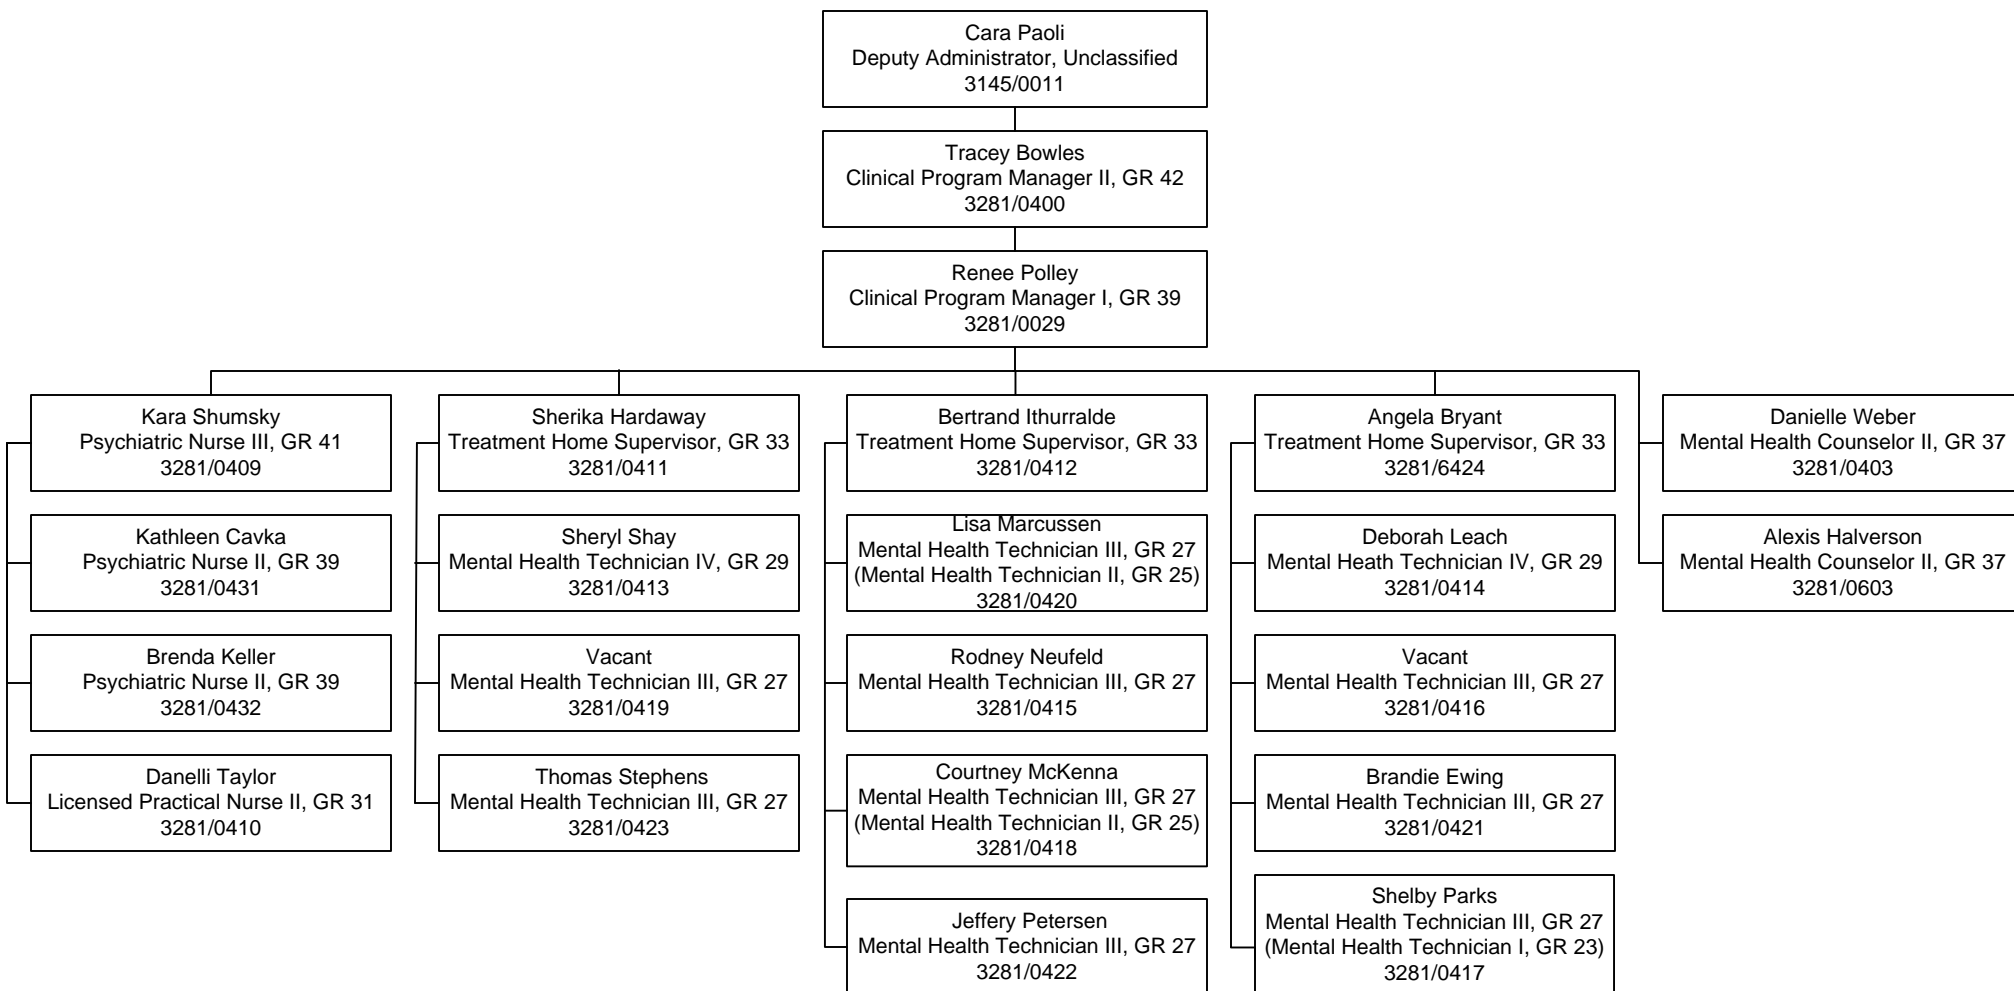 Cara Paoli
Deputy Administrator, Unclassified
3145/0011
Tracey Bowles
Clinical Program Manager II, GR 42
3281/0400
Renee Polley
Clinical Program Manager I, GR 39
3281/0029
Kara Shumsky
Psychiatric Nurse III, GR 41
3281/0409
Kathleen Cavka
Psychiatric Nurse II, GR 39
3281/0431
Brenda Keller
Psychiatric Nurse II, GR 39
3281/0432
Danelli Taylor
Licensed Practical Nurse II, GR 31
3281/0410
Sherika Hardaway
Treatment Home Supervisor, GR 33
3281/0411
Sheryl Shay
Mental Health Technician IV, GR 29
3281/0413
Vacant
Mental Health Technician III, GR 27
3281/0419
Thomas Stephens
Mental Health Technician III, GR 27
3281/0423
Bertrand Ithurralde
Treatment Home Supervisor, GR 33
3281/0412
Lisa Marcussen
Mental Health Technician III, GR 27
(Mental Health Technician II, GR 25)
3281/0420
Rodney Neufeld
Mental Health Technician III, GR 27
3281/0415
Courtney McKenna
Mental Health Technician III, GR 27
(Mental Health Technician II, GR 25)
3281/0418
Jeffery Petersen
Mental Health Technician III, GR 27
3281/0422
Angela Bryant
Treatment Home Supervisor, GR 33
3281/6424
Deborah Leach
Mental Heath Technician IV, GR 29
3281/0414
Vacant
Mental Health Technician III, GR 27
3281/0416
Brandie Ewing
Mental Health Technician III, GR 27
3281/0421
Shelby Parks
Mental Health Technician III, GR 27
(Mental Health Technician I, GR 23)
3281/0417
Danielle Weber
Mental Health Counselor II, GR 37
3281/0403
Alexis Halverson
Mental Health Counselor II, GR 37
3281/0603